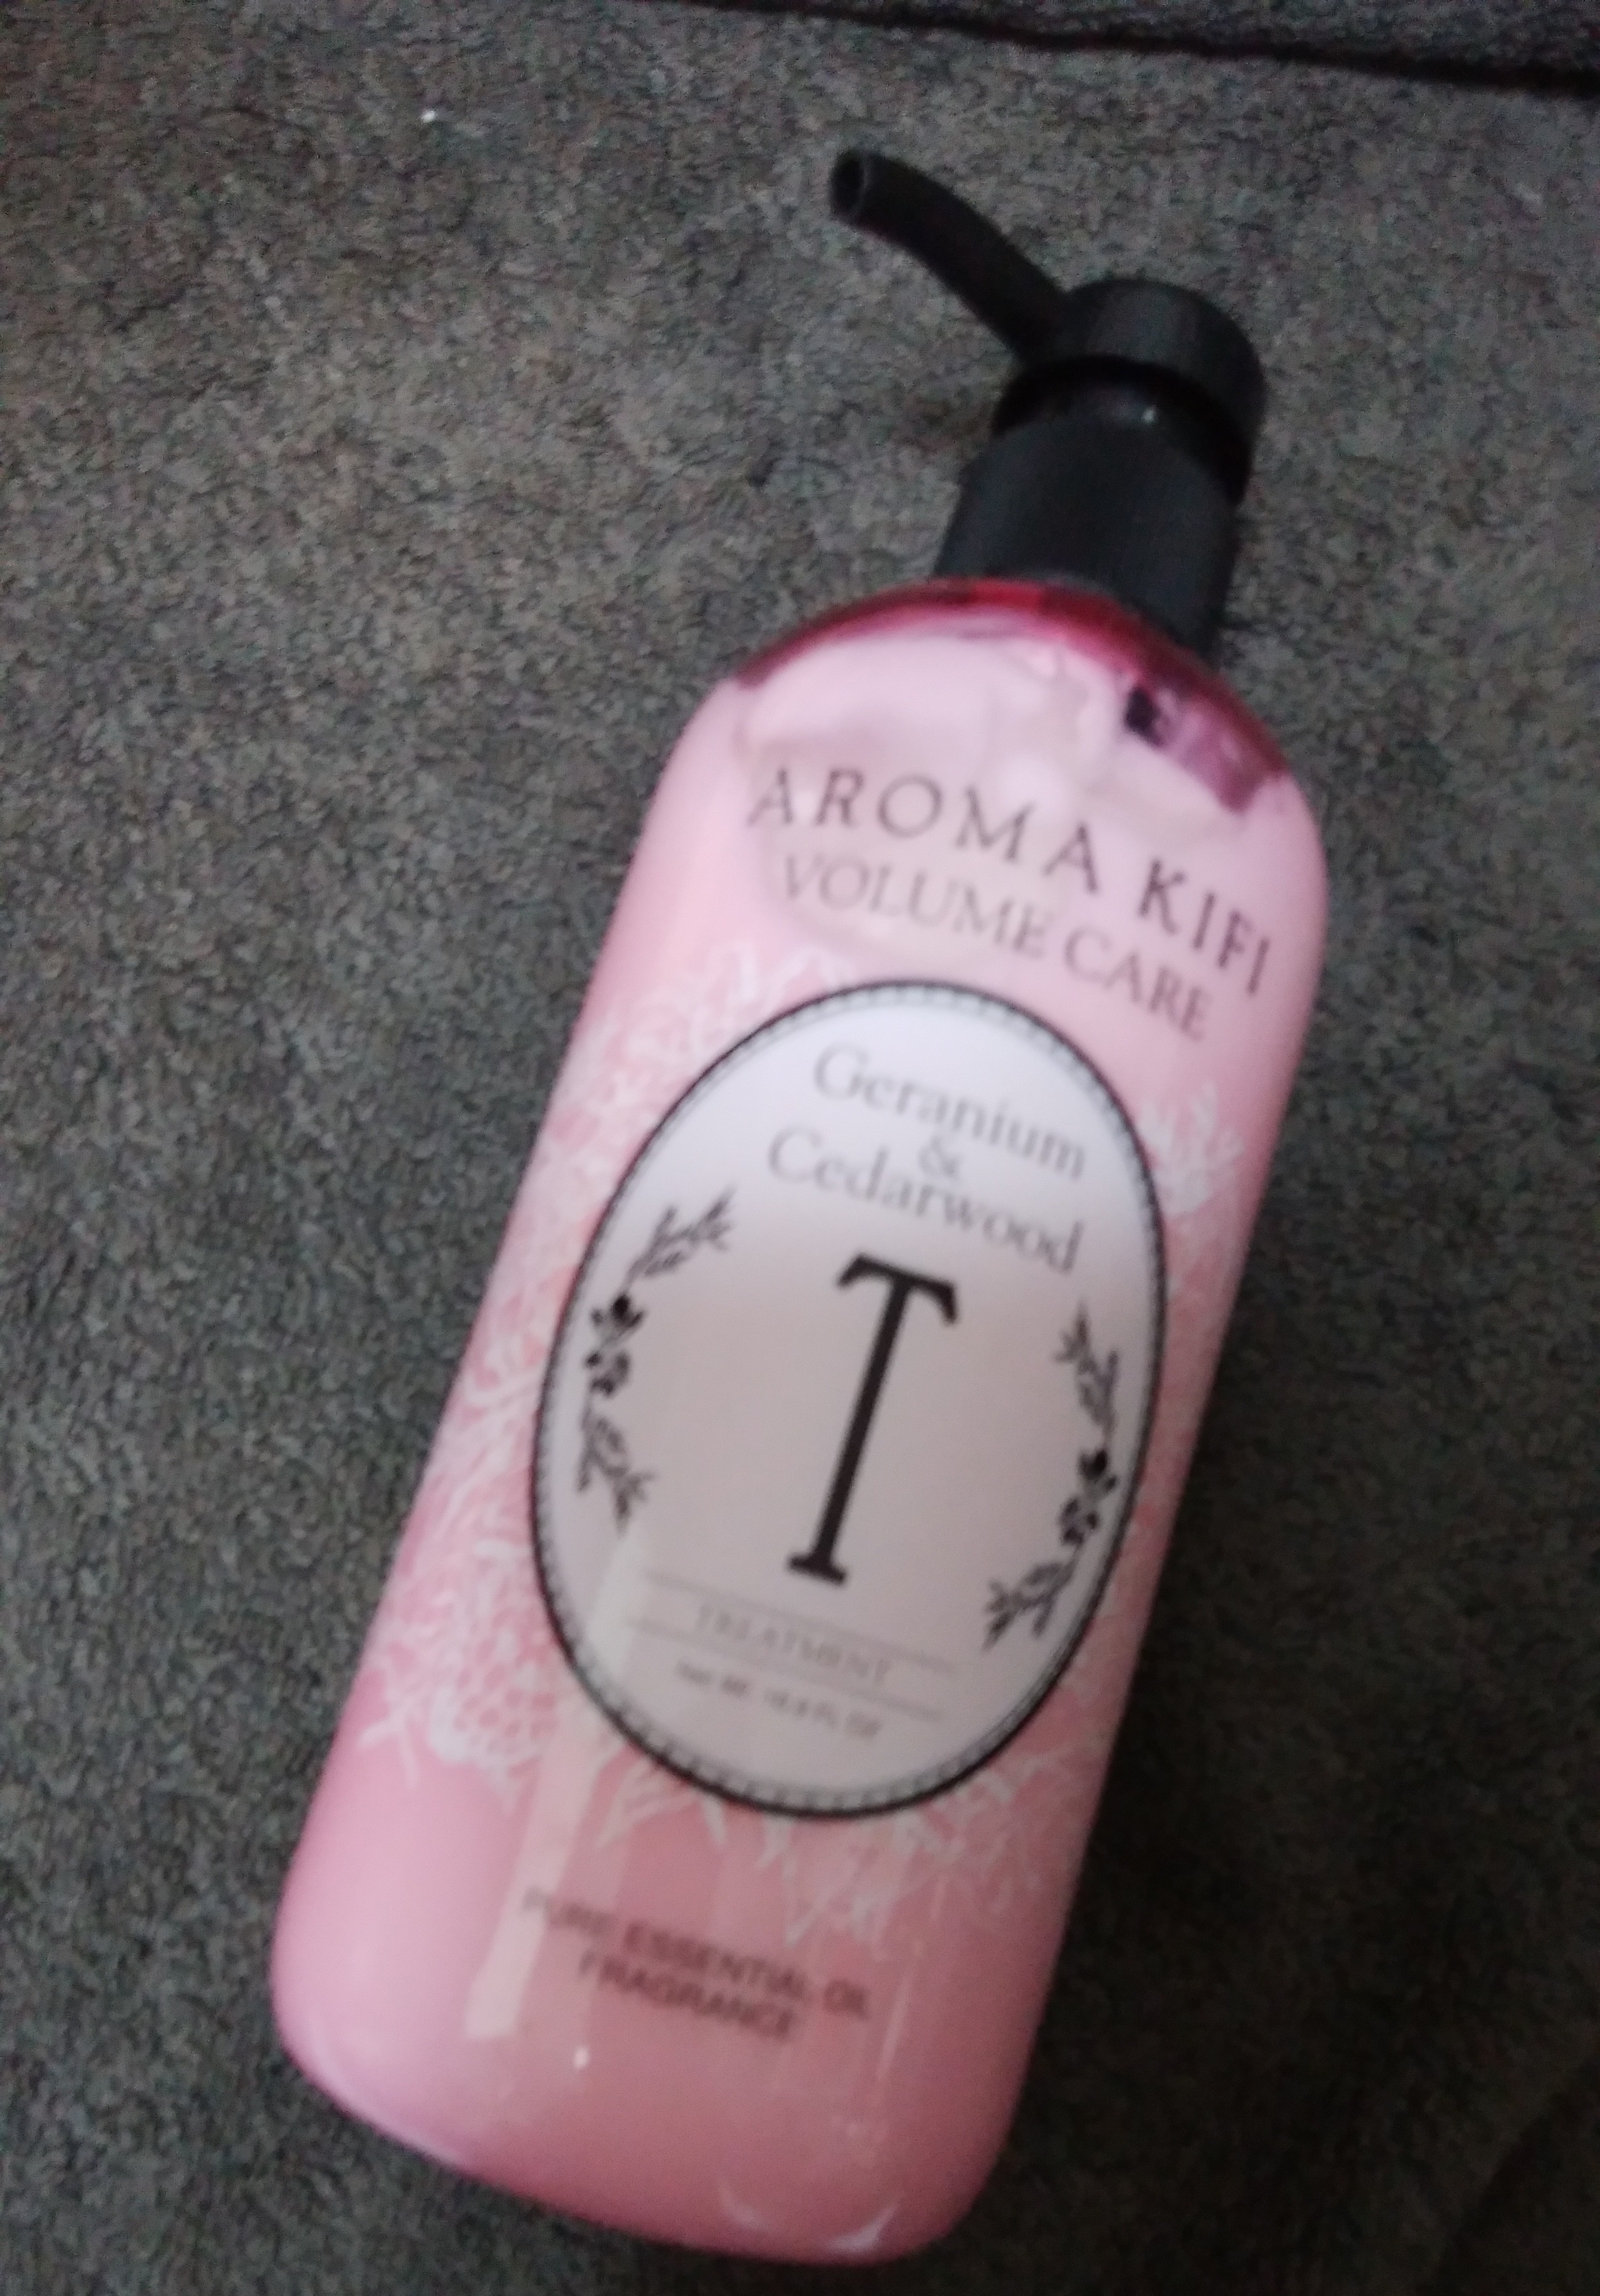 AROMA KIFI
VOLUME CARE
Geranium
&
Cedarwood
T
TREATMENT
PURE ESSENTIAL OIL
FRAGRANCE